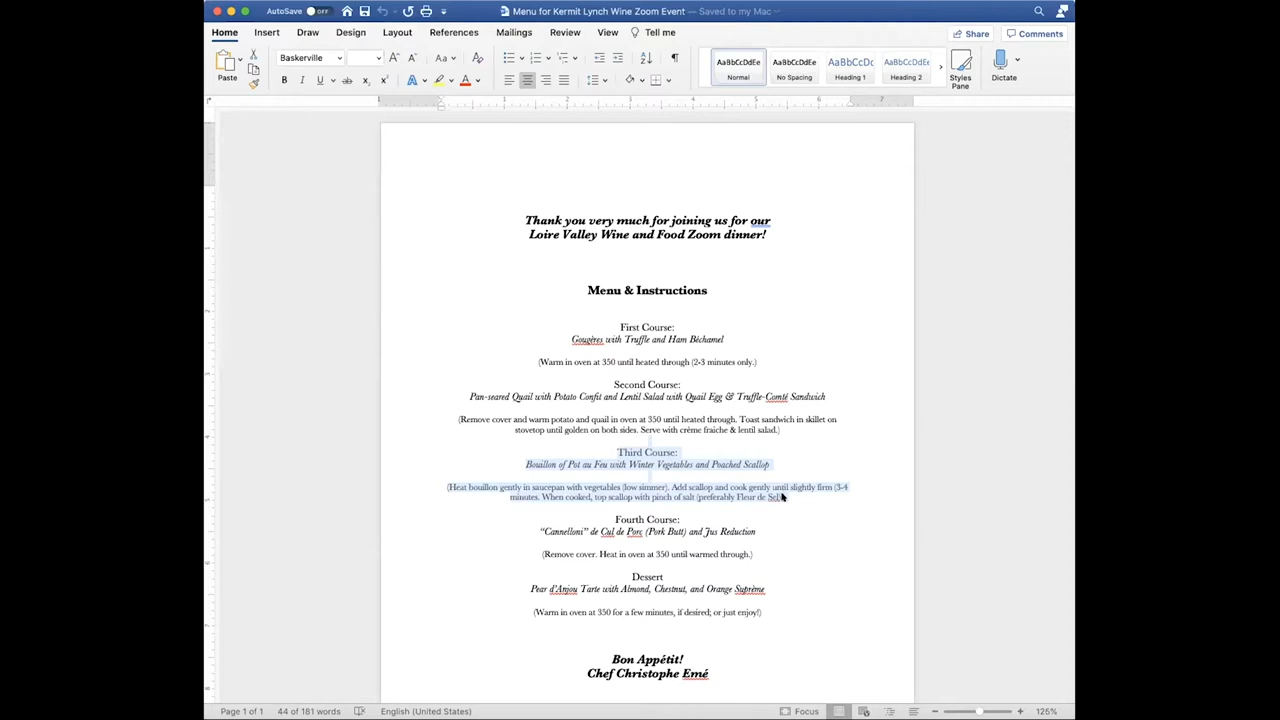 AutoSave OFF
Menu for Kermit Lynch Wine Zoom Event — Saved to my Mac
Home Insert Draw Design Layout References Mailings Review View Tell me
Share Comments
Paste
Baskerville
AaBbCcDdEe AaBbCcDdEe AaBbCcDc AaBbCcDdEe
Normal No Spacing Heading 1 Heading 2
Styles Pane
Dictate
Thank you very much for joining us for our
Loire Valley Wine and Food Zoom dinner!
Menu & Instructions
First Course:
Gougères with Truffle and Ham Béchamel
(Warm in oven at 350 until heated through (2-3 minutes only.)
Second Course:
Pan-seared Quail with Potato Confit and Lentil Salad with Quail Egg & Truffle-Comté Sandwich
(Remove cover and warm potato and quail in oven at 350 until heated through. Toast sandwich in skillet on
stovetop until golden on both sides. Serve with crème fraiche & lentil salad.)
Third Course:
Bouillon of Pot au Feu with Winter Vegetables and Poached Scallop
(Heat bouillon gently in saucepan with vegetables (low simmer). Add scallop and cook gently until slightly firm (3-4
minutes. When cooked, top scallop with pinch of salt (preferably Fleur de Sel)
Fourth Course:
“Cannelloni” de Cul de Porc (Pork Butt) and Jus Reduction
(Remove cover. Heat in oven at 350 until warmed through.)
Dessert
Pear d’Anjou Tarte with Almond, Chestnut, and Orange Suprème
(Warm in oven at 350 for a few minutes, if desired; or just enjoy!)
Bon Appétit!
Chef Christophe Emé
Page 1 of 1 44 of 181 words English (United States) Focus 125%